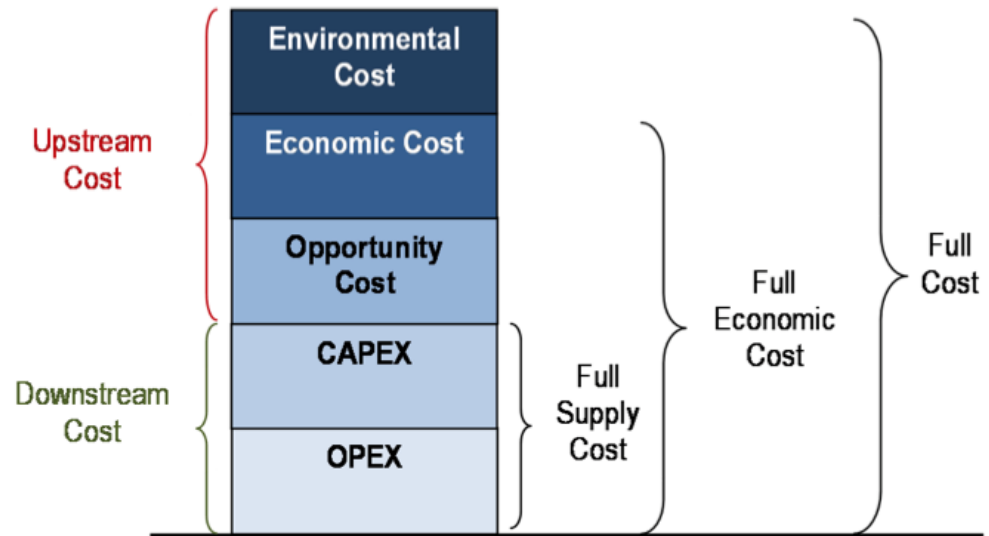 Environmental
Cost
Economic Cost
Opportunity
Cost
CAPEX
OPEX
Upstream
Cost
Downstream
Cost
Full
Supply
Cost
Full
Economic
Cost
Full
Cost